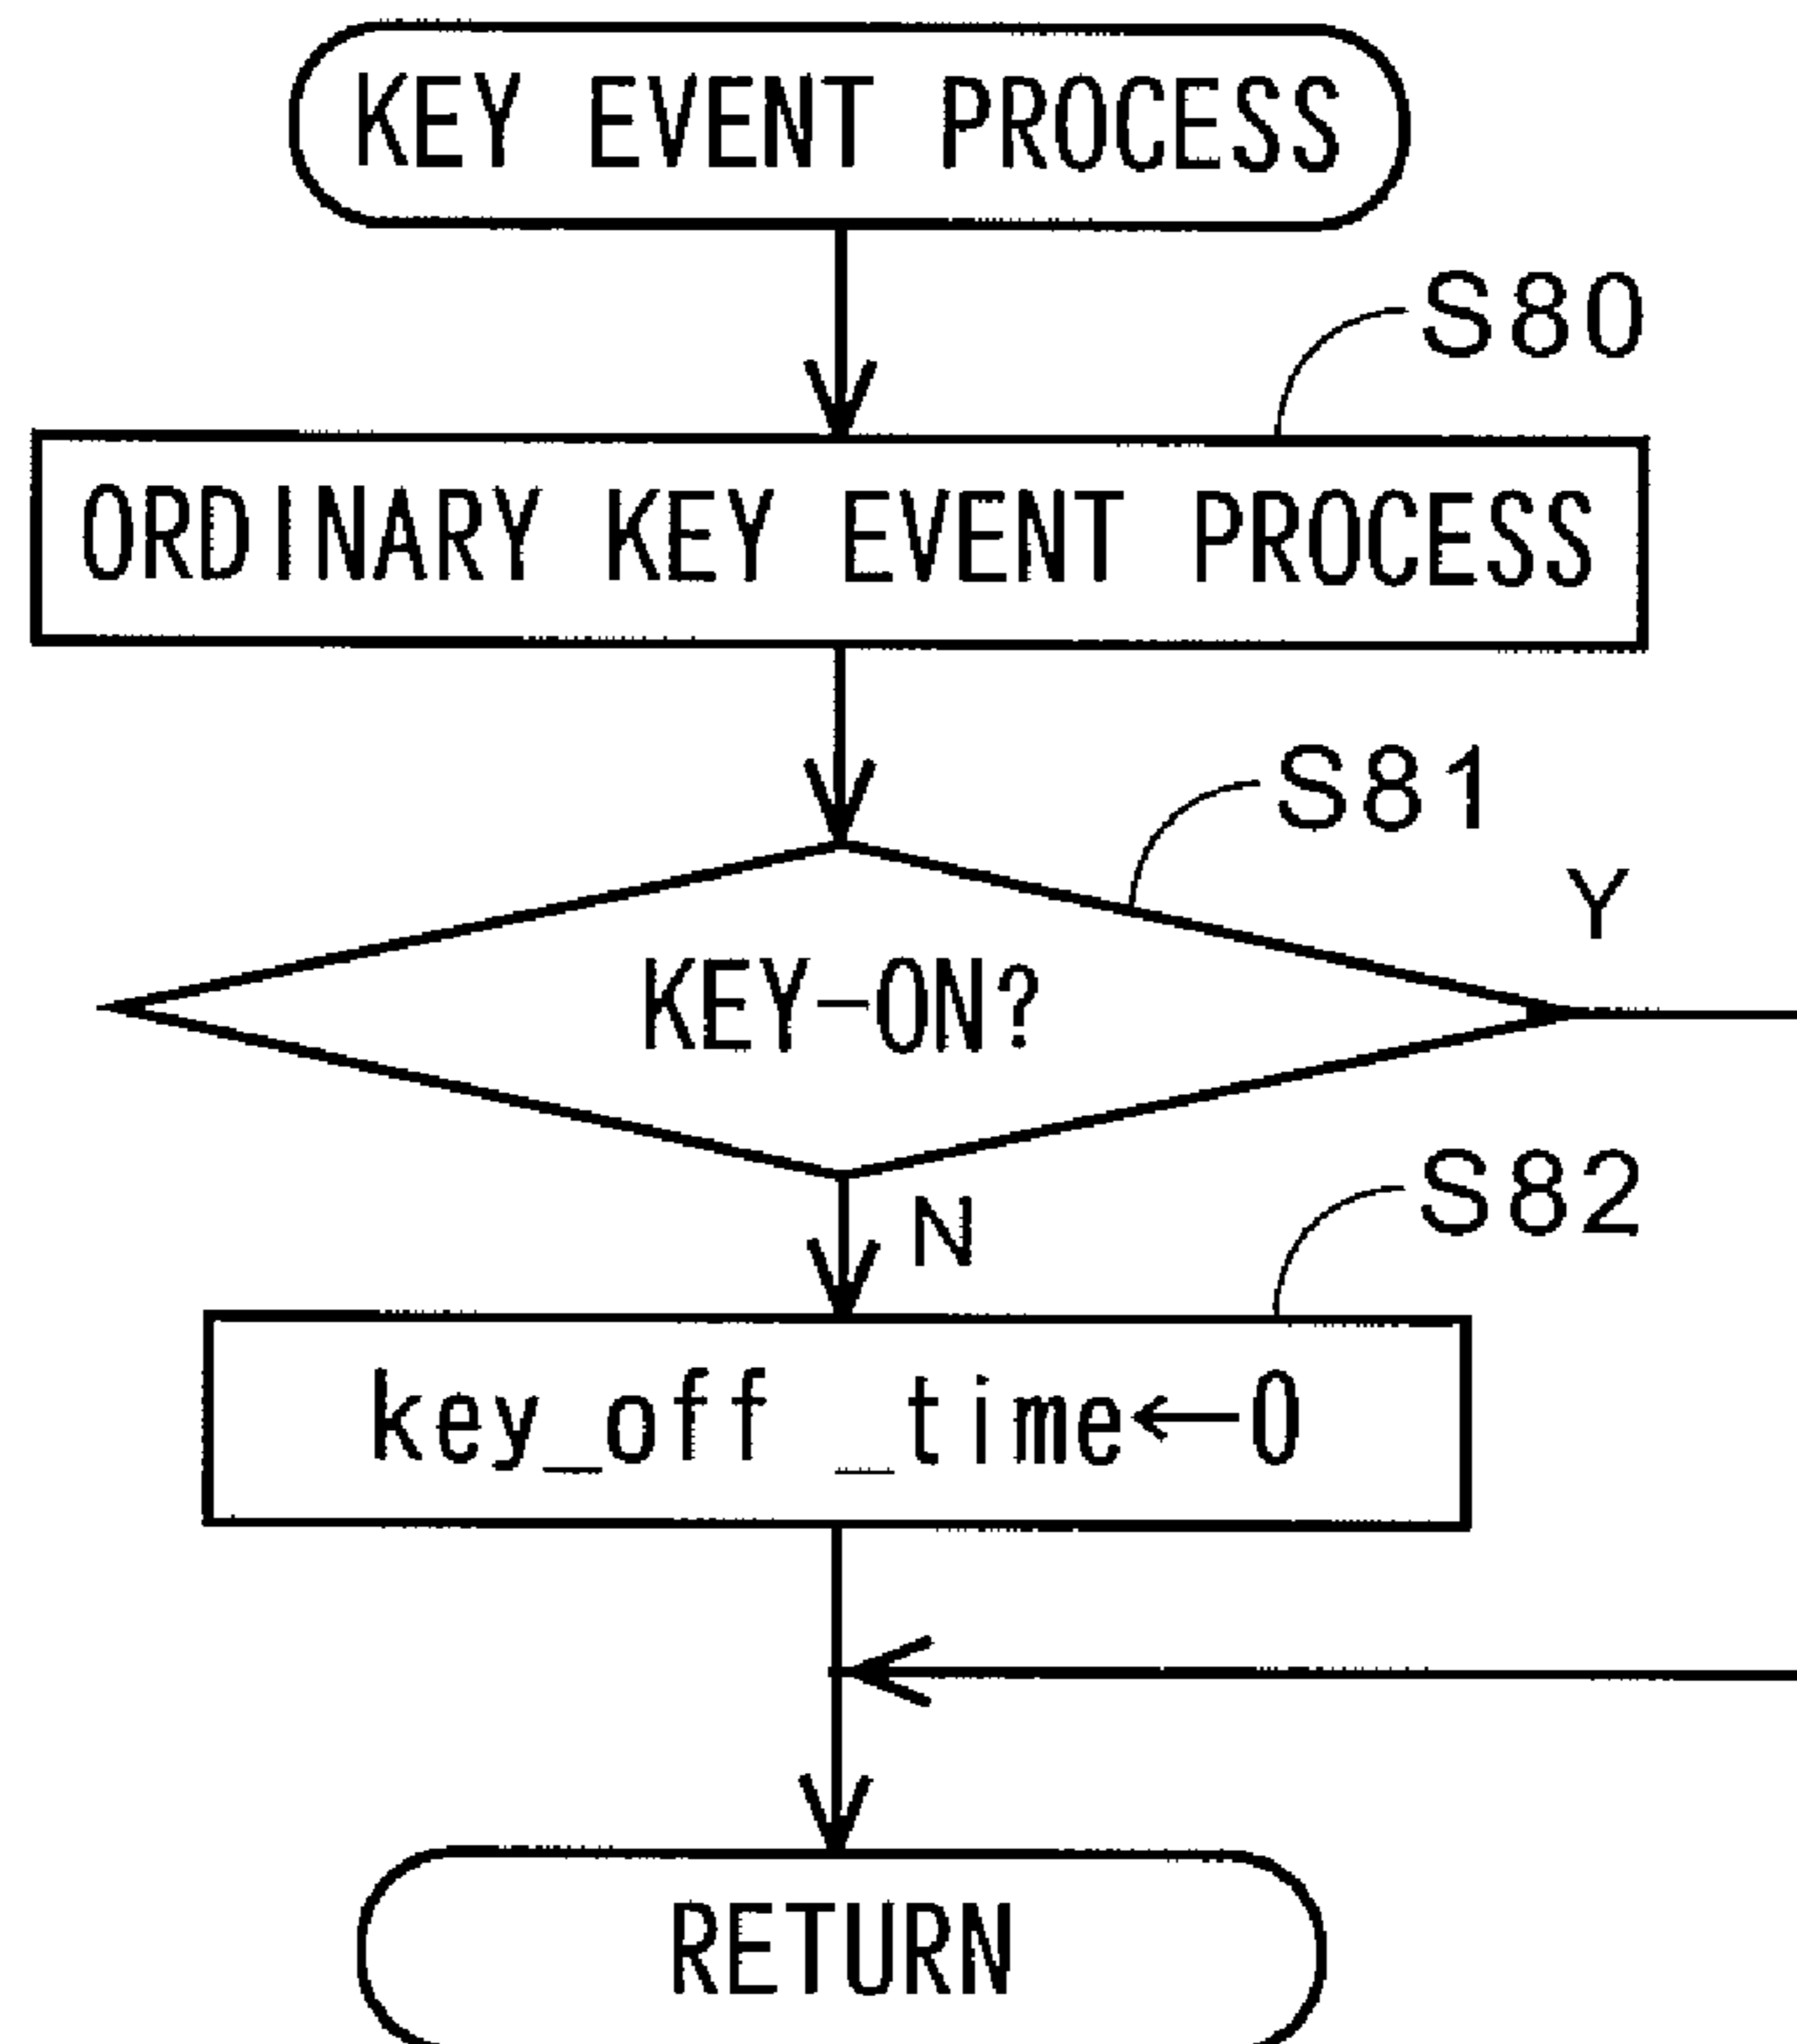 KEY EVENT PROCESS
S80
ORDINARY KEY EVENT PROCESS
S81
Y
KEY-ON?
N
S82
key_off _time←0
RETURN